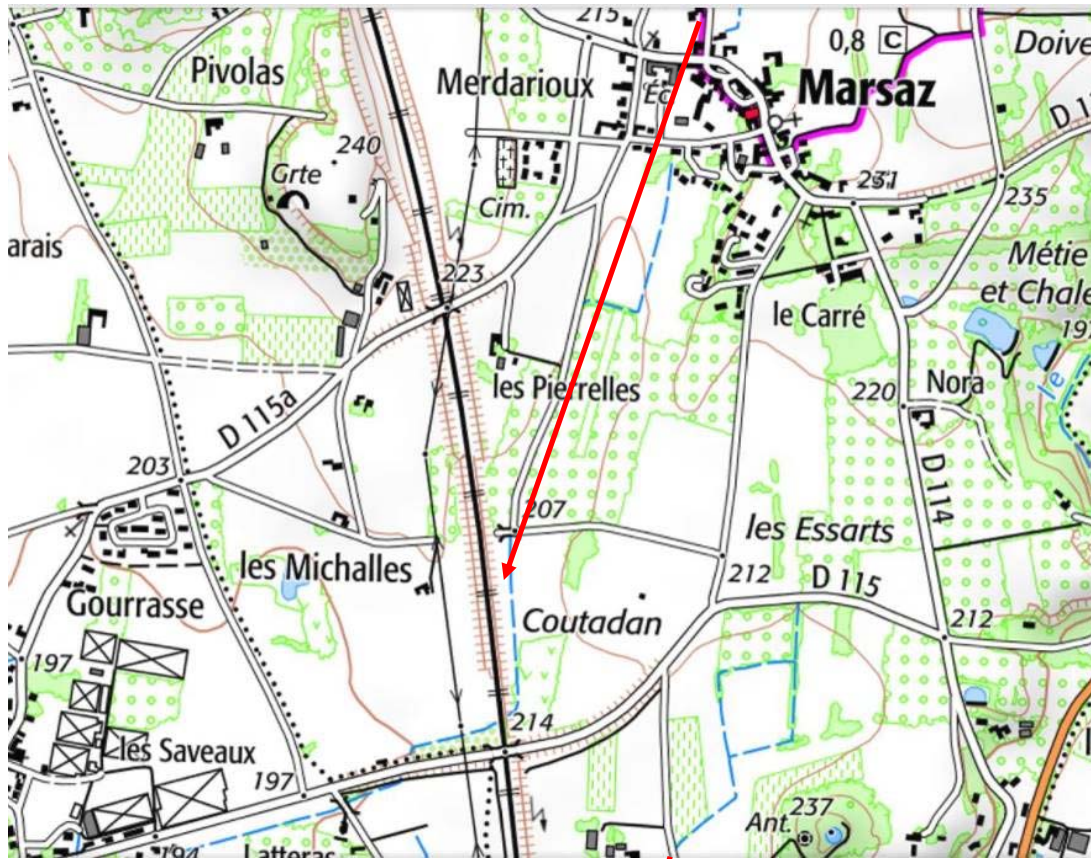 215
0,8 C
Doive
Pivolas
Merdarioux
Éc
Marsaz
240
Grte
Cim.
231
235
arais
223
Métie
et Chale
le Carré
les Pierrelles
220
Nora
le
D 115a
203
207
D 114
les Essarts
les Michalles
212
D 115
Gourrasse
Coutadan
212
197
214
les Saveaux
197
237
Ant.
194
Latteras